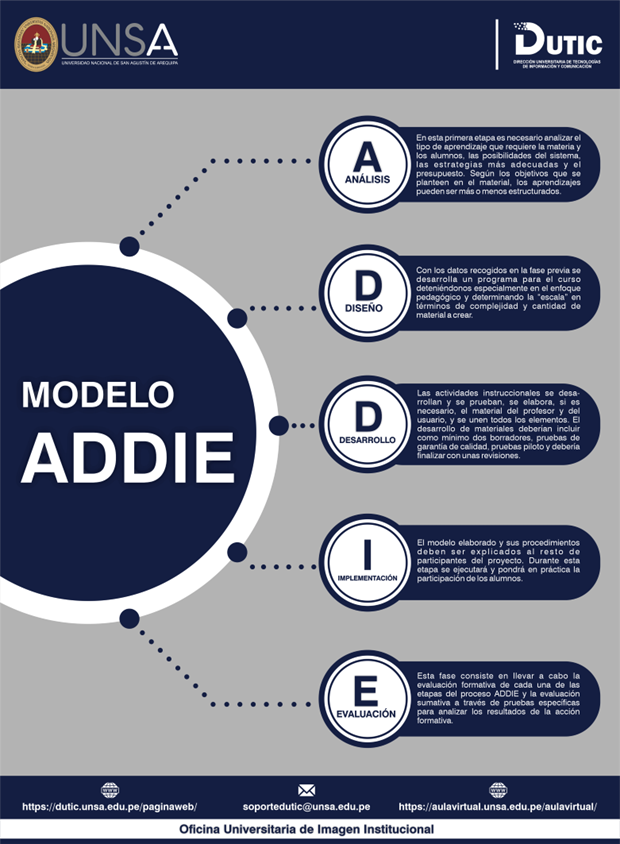 UNSA
UNIVERSIDAD NACIONAL DE SAN AGUSTÍN DE AREQUIPA
DUTIC
DIRECCIÓN UNIVERSITARIA DE TECNOLOGÍAS
DE INFORMACIÓN Y COMUNICACIÓN
MODELO
ADDIE
A
ANÁLISIS
En esta primera etapa es necesario analizar el
tipo de aprendizaje que requiere la materia y
los alumnos, las posibilidades del sistema,
las estrategias más adecuadas y el
presupuesto. Según los objetivos que se
planteen en el material, los aprendizajes
pueden ser más o menos estructurados.
D
DISEÑO
Con los datos recogidos en la fase previa se
desarrolla un programa para el curso
deteniéndonos especialmente en el enfoque
pedagógico y determinando la "escala" en
términos de complejidad y cantidad de
material a crear.
D
DESARROLLO
Las actividades instruccionales se desa-
rrollan y se prueban, se elabora, si es
necesario, el material del profesor y del
usuario, y se unen todos los elementos. El
desarrollo de materiales deberían incluir
como mínimo dos borradores, pruebas de
garantía de calidad, pruebas piloto y debería
finalizar con unas revisiones.
I
IMPLEMENTACIÓN
El modelo elaborado y sus procedimientos
deben ser explicados al resto de
participantes del proyecto. Durante esta
etapa se ejecutará y pondrá en práctica la
participación de los alumnos.
E
EVALUACIÓN
Esta fase consiste en llevar a cabo la
evaluación formativa de cada una de las
etapas del proceso ADDIE y la evaluación
sumativa a través de pruebas específicas
para analizar los resultados de la acción
formativa.
www
https://dutic.unsa.edu.pe/paginaweb/
soportedutic@unsa.edu.pe
www
https://aulavirtual.unsa.edu.pe/aulavirtual/
Oficina Universitaria de Imagen Institucional